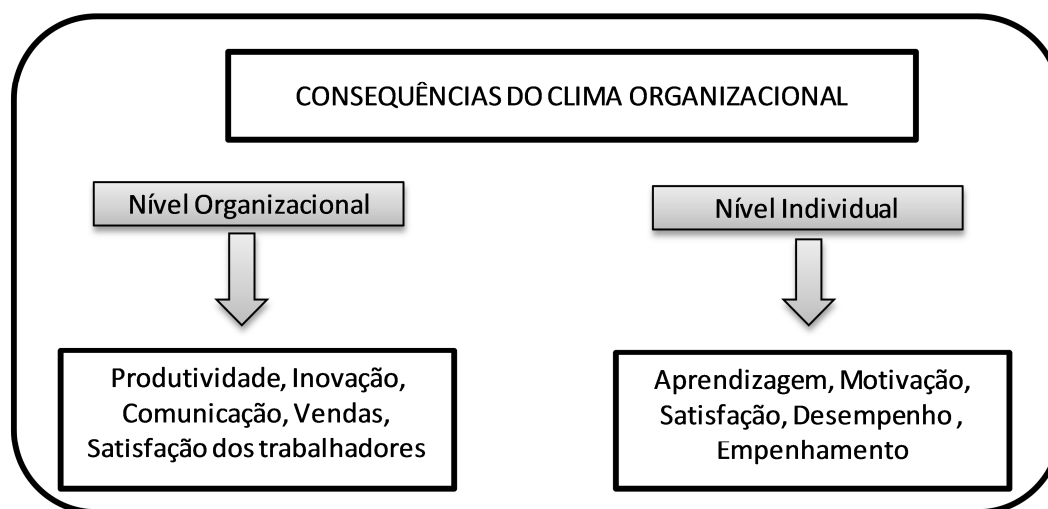 CONSEQUÊNCIAS DO CLIMA ORGANIZACIONAL
Nível Organizacional
Nível Individual
Produtividade, Inovação,
Comunicação, Vendas,
Satisfação dos trabalhadores
Aprendizagem, Motivação,
Satisfação, Desempenho ,
Empenhamento